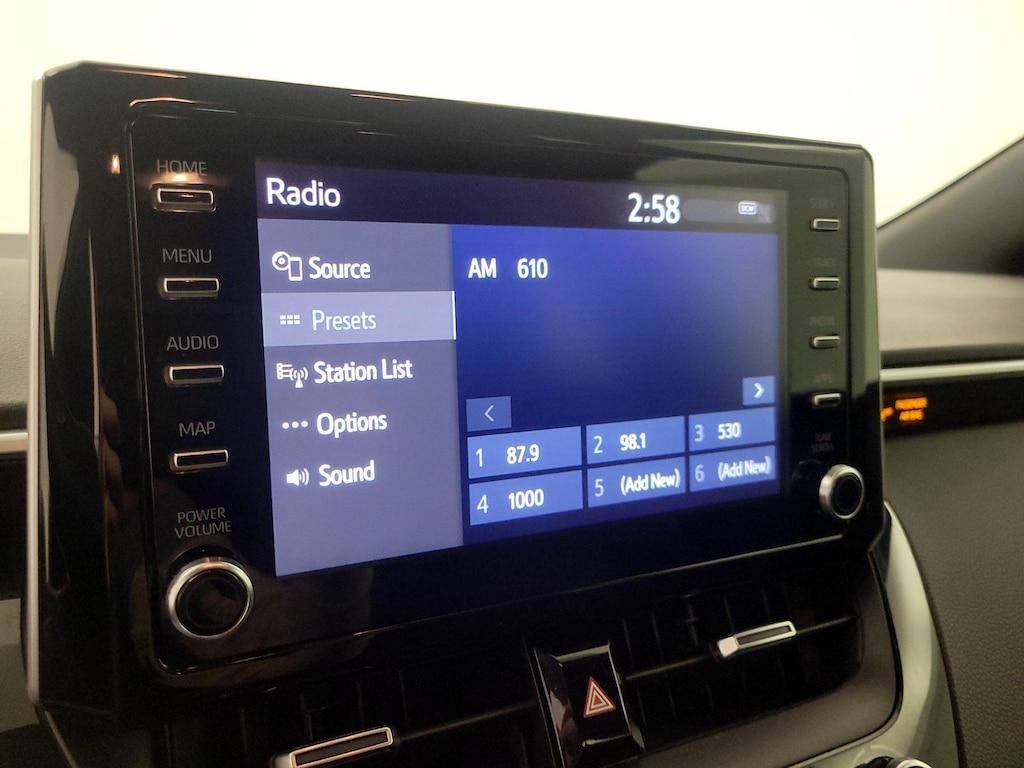 HOME
MENU
AUDIO
MAP
POWER
VOLUME
Radio
2:58
DCM
Source
Presets
Station List
Options
Sound
AM 610
1 87.9
2 98.1
3 530
4 1000
5 (Add New)
6 (Add New)